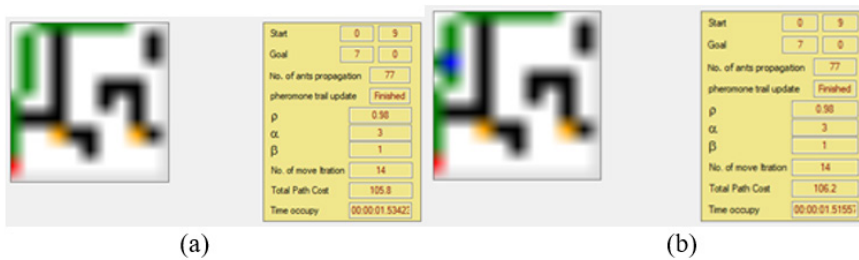 Start 0 9
Goal 7 0
No. of ants propagation 77
pheromone trail update Finished
ρ 0.98
α 3
β 1
No. of move Itration 14
Total Path Cost 105.8
Time occupy 00:00:01.5342
(a)
Start 0 9
Goal 7 0
No. of ants propagation 77
pheromone trail update Finished
ρ 0.98
α 3
β 1
No. of move Itration 14
Total Path Cost 106.2
Time occupy 00:00:01.5155
(b)